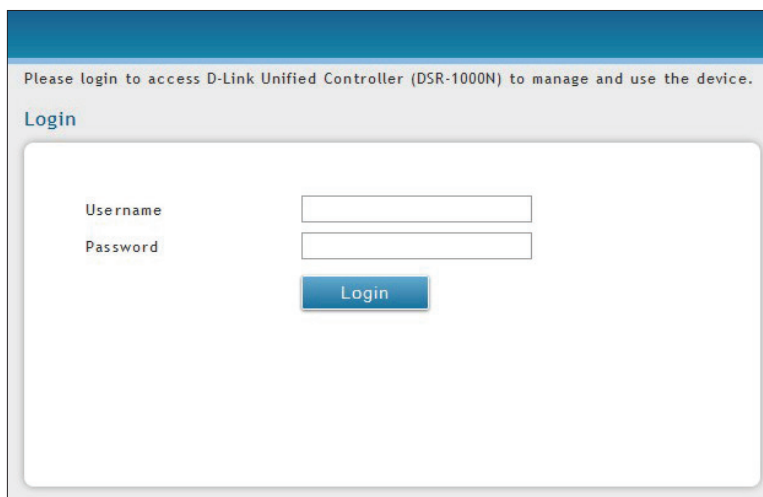 Please login to access D-Link Unified Controller (DSR-1000N) to manage and use the device.
Login
Username
Password
Login